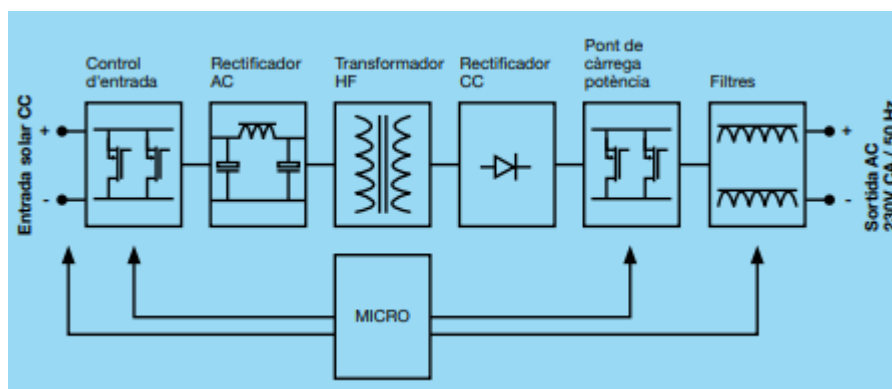 Control
d'entrada
Rectificador
AC
Transformador
HF
Rectificador
CC
Pont de
càrrega
potència
Filtres
Entrada solar CC
+
-
+
-
Sortida AC
230V CA / 50 Hz
MICRO